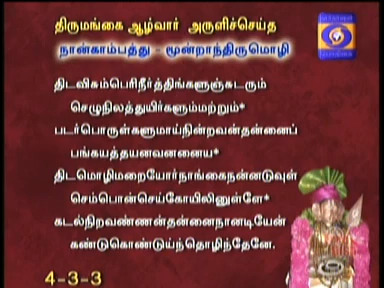 திருமங்கை ஆழ்வார் அருளிச்செய்த
நான்காம்பத்து - மூன்றாந்திருமொழி
திடவிசும்பெரிநீர்த்திங்களுஞ்சுடரும்
செழுநிலத்துயிர்களும்மற்றும்*
படர்பொருள்களுமாய்நின்றவன்தன்னைப்
பங்கயத்தயனவனனைய*
திடமொழிமறையோர்நாங்கைநன்னடுவுள்
செம்பொன்செய்கோயிலினுள்ளே*
கடல்நிறவண்ணன்தன்னைநானடியேன்
கண்டுகொண்டுய்ந்தொழிந்தேனே.
4-3-3